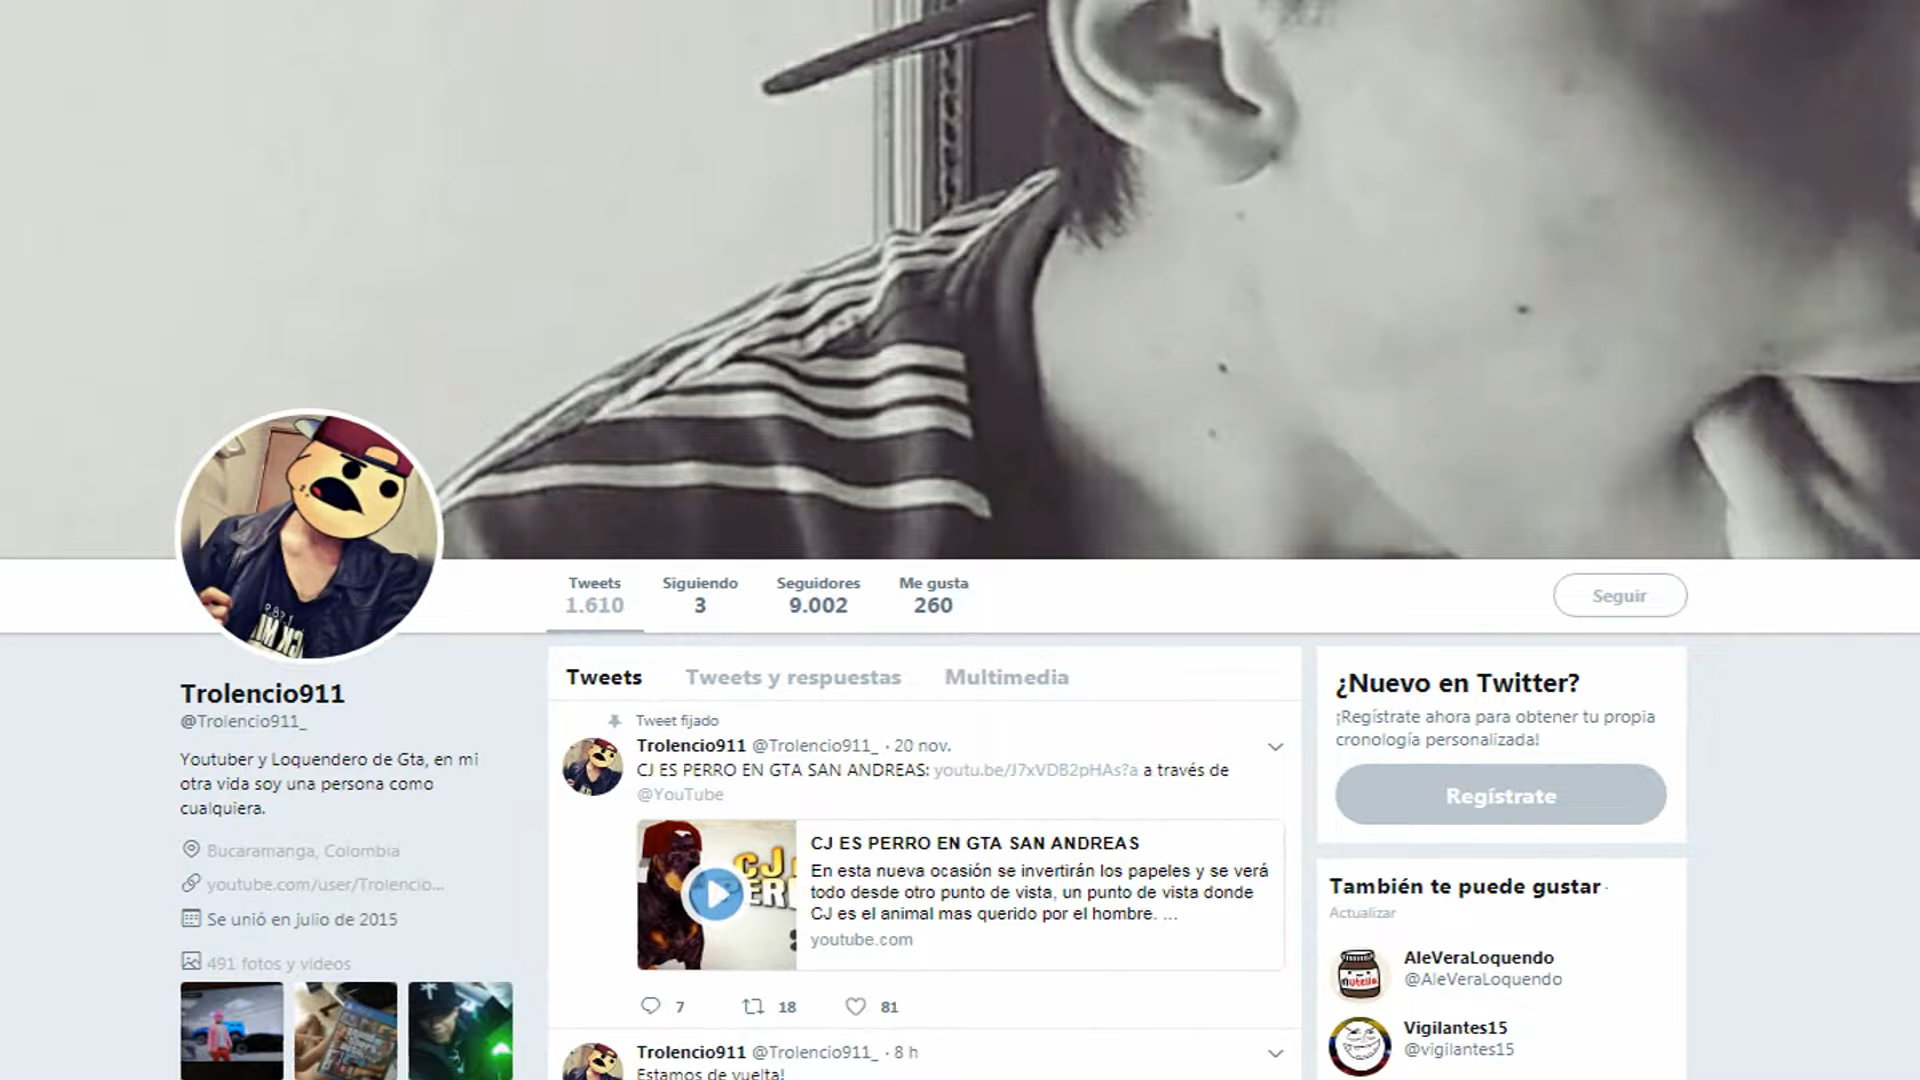 Tweets
1.610
Siguiendo
3
Seguidores
9.002
Me gusta
260
Seguir
Trolencio911
@Trolencio911_
Youtuber y Loquendero de Gta, en mi
otra vida soy una persona como
cualquiera.
Bucaramanga, Colombia
youtube.com/user/Trolencio...
Se unió en julio de 2015
491 fotos y videos
Tweets Tweets y respuestas Multimedia
Tweet fijado
Trolencio911 @Trolencio911_ · 20 nov.
CJ ES PERRO EN GTA SAN ANDREAS: youtu.be/J7xVDB2pHAs?a a través de
@YouTube
CJ ES PERRO EN GTA SAN ANDREAS
En esta nueva ocasión se invertirán los papeles y se verá
todo desde otro punto de vista, un punto de vista donde
CJ es el animal mas querido por el hombre. ...
youtube.com
7 18 81
Trolencio911 @Trolencio911_ · 8 h
Estamos de vuelta!
¿Nuevo en Twitter?
¡Regístrate ahora para obtener tu propia
cronología personalizada!
Regístrate
También te puede gustar ·
Actualizar
nutella
AleVeraLoquendo
@AleVeraLoquendo
Vigilantes15
@vigilantes15